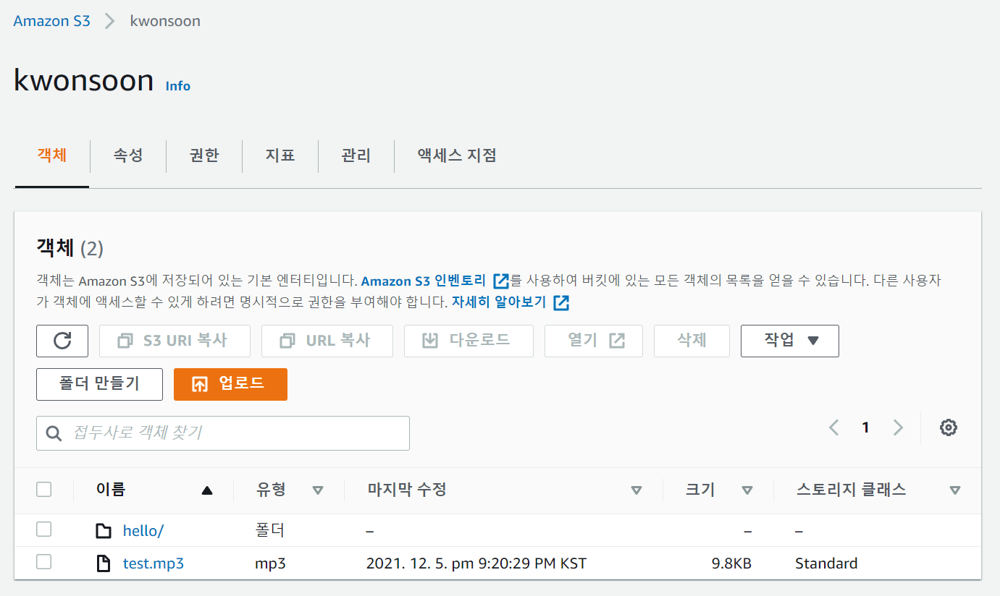 Amazon S3 > kwonsoon
kwonsoon Info
객체 속성 권한 지표 관리 액세스 지점
객체 (2)
객체는 Amazon S3에 저장되어 있는 기본 엔터티입니다. Amazon S3 인벤토리 를 사용하여 버킷에 있는 모든 객체의 목록을 얻을 수 있습니다. 다른 사용자
가 객체에 액세스할 수 있게 하려면 명시적으로 권한을 부여해야 합니다. 자세히 알아보기
S3 URI 복사 URL 복사 다운로드 열기 삭제 작업
폴더 만들기 업로드
접두사로 객체 찾기 1
이름 유형 마지막 수정 크기 스토리지 클래스
hello/ 폴더 – – –
test.mp3 mp3 2021. 12. 5. pm 9:20:29 PM KST 9.8KB Standard